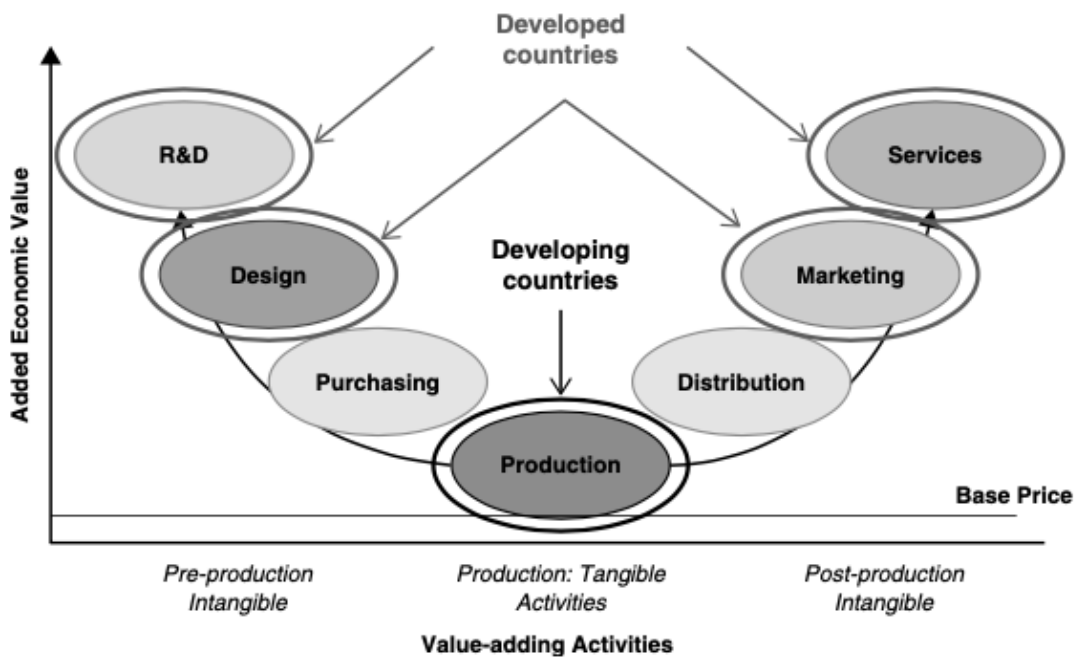 Developed
countries
R&D
Services
Design
Developing
countries
Marketing
Purchasing
Distribution
Production
Added Economic Value
Base Price
Pre-production
Intangible
Production: Tangible
Activities
Post-production
Intangible
Value-adding Activities